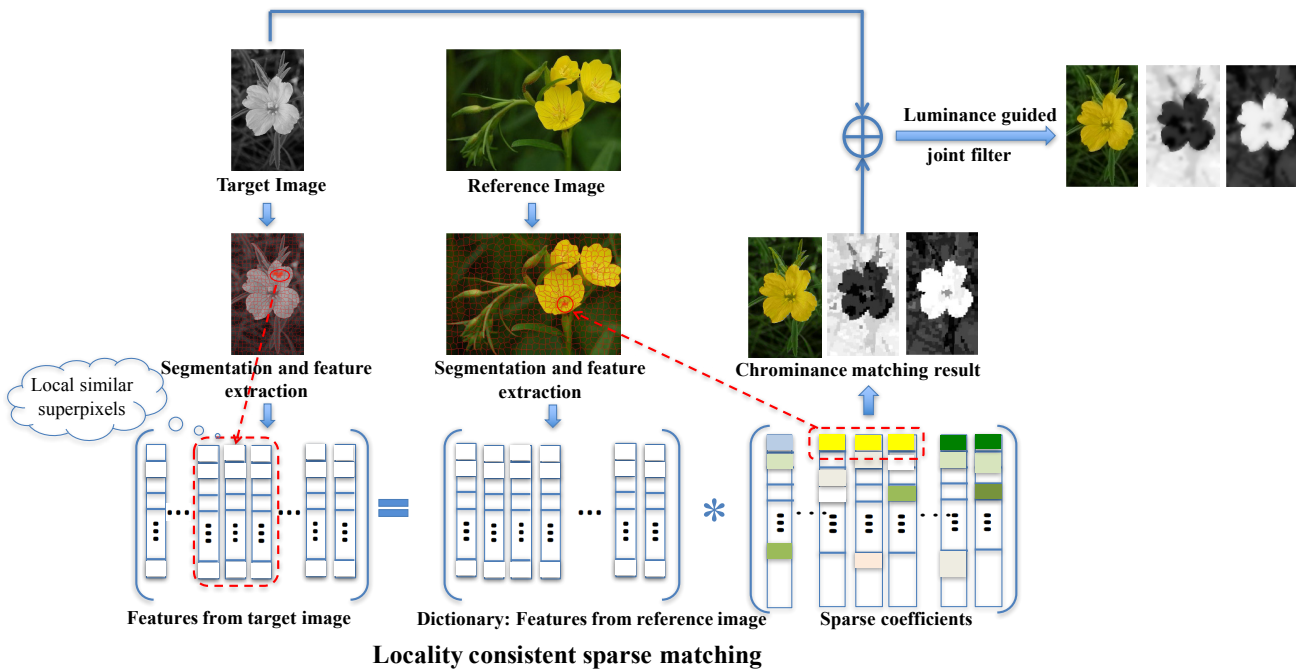 Target Image
Reference Image
Luminance guided
joint filter
Segmentation and feature
extraction
Segmentation and feature
extraction
Chrominance matching result
Local similar
superpixels
Features from target image
Dictionary: Features from reference image
Sparse coefficients
Locality consistent sparse matching